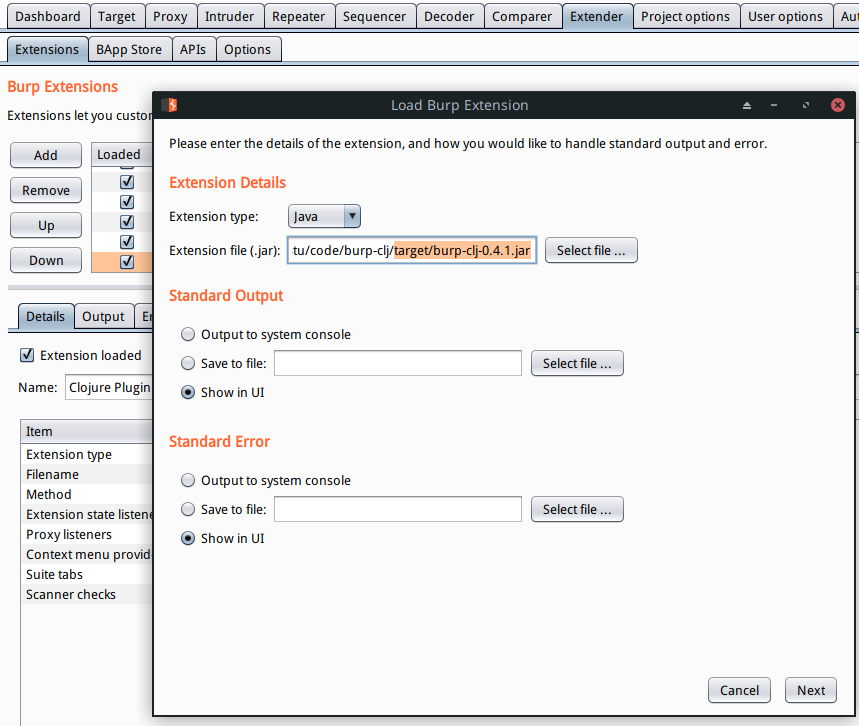 Dashboard Target Proxy Intruder Repeater Sequencer Decoder Comparer Extender Project options User options
Extensions BApp Store APIs Options
Burp Extensions
Extensions let you
Load Burp Extension
Please enter the details of the extension, and how you would like to handle standard output and error.
Add
Loaded
Remove
Up
Down
Extension Details
Extension type: Java
Extension file (.jar): tu/code/burp-clj/target/burp-clj-0.4.1.jar Select file ...
Standard Output
Output to system console
Save to file: Select file ...
Show in UI
Standard Error
Output to system console
Save to file: Select file ...
Show in UI
Cancel Next
Details Output
Extension loaded
Name: Clojure Plugin
Item
Extension type
Filename
Method
Extension state
Proxy listeners
Context menu
Suite tabs
Scanner checks